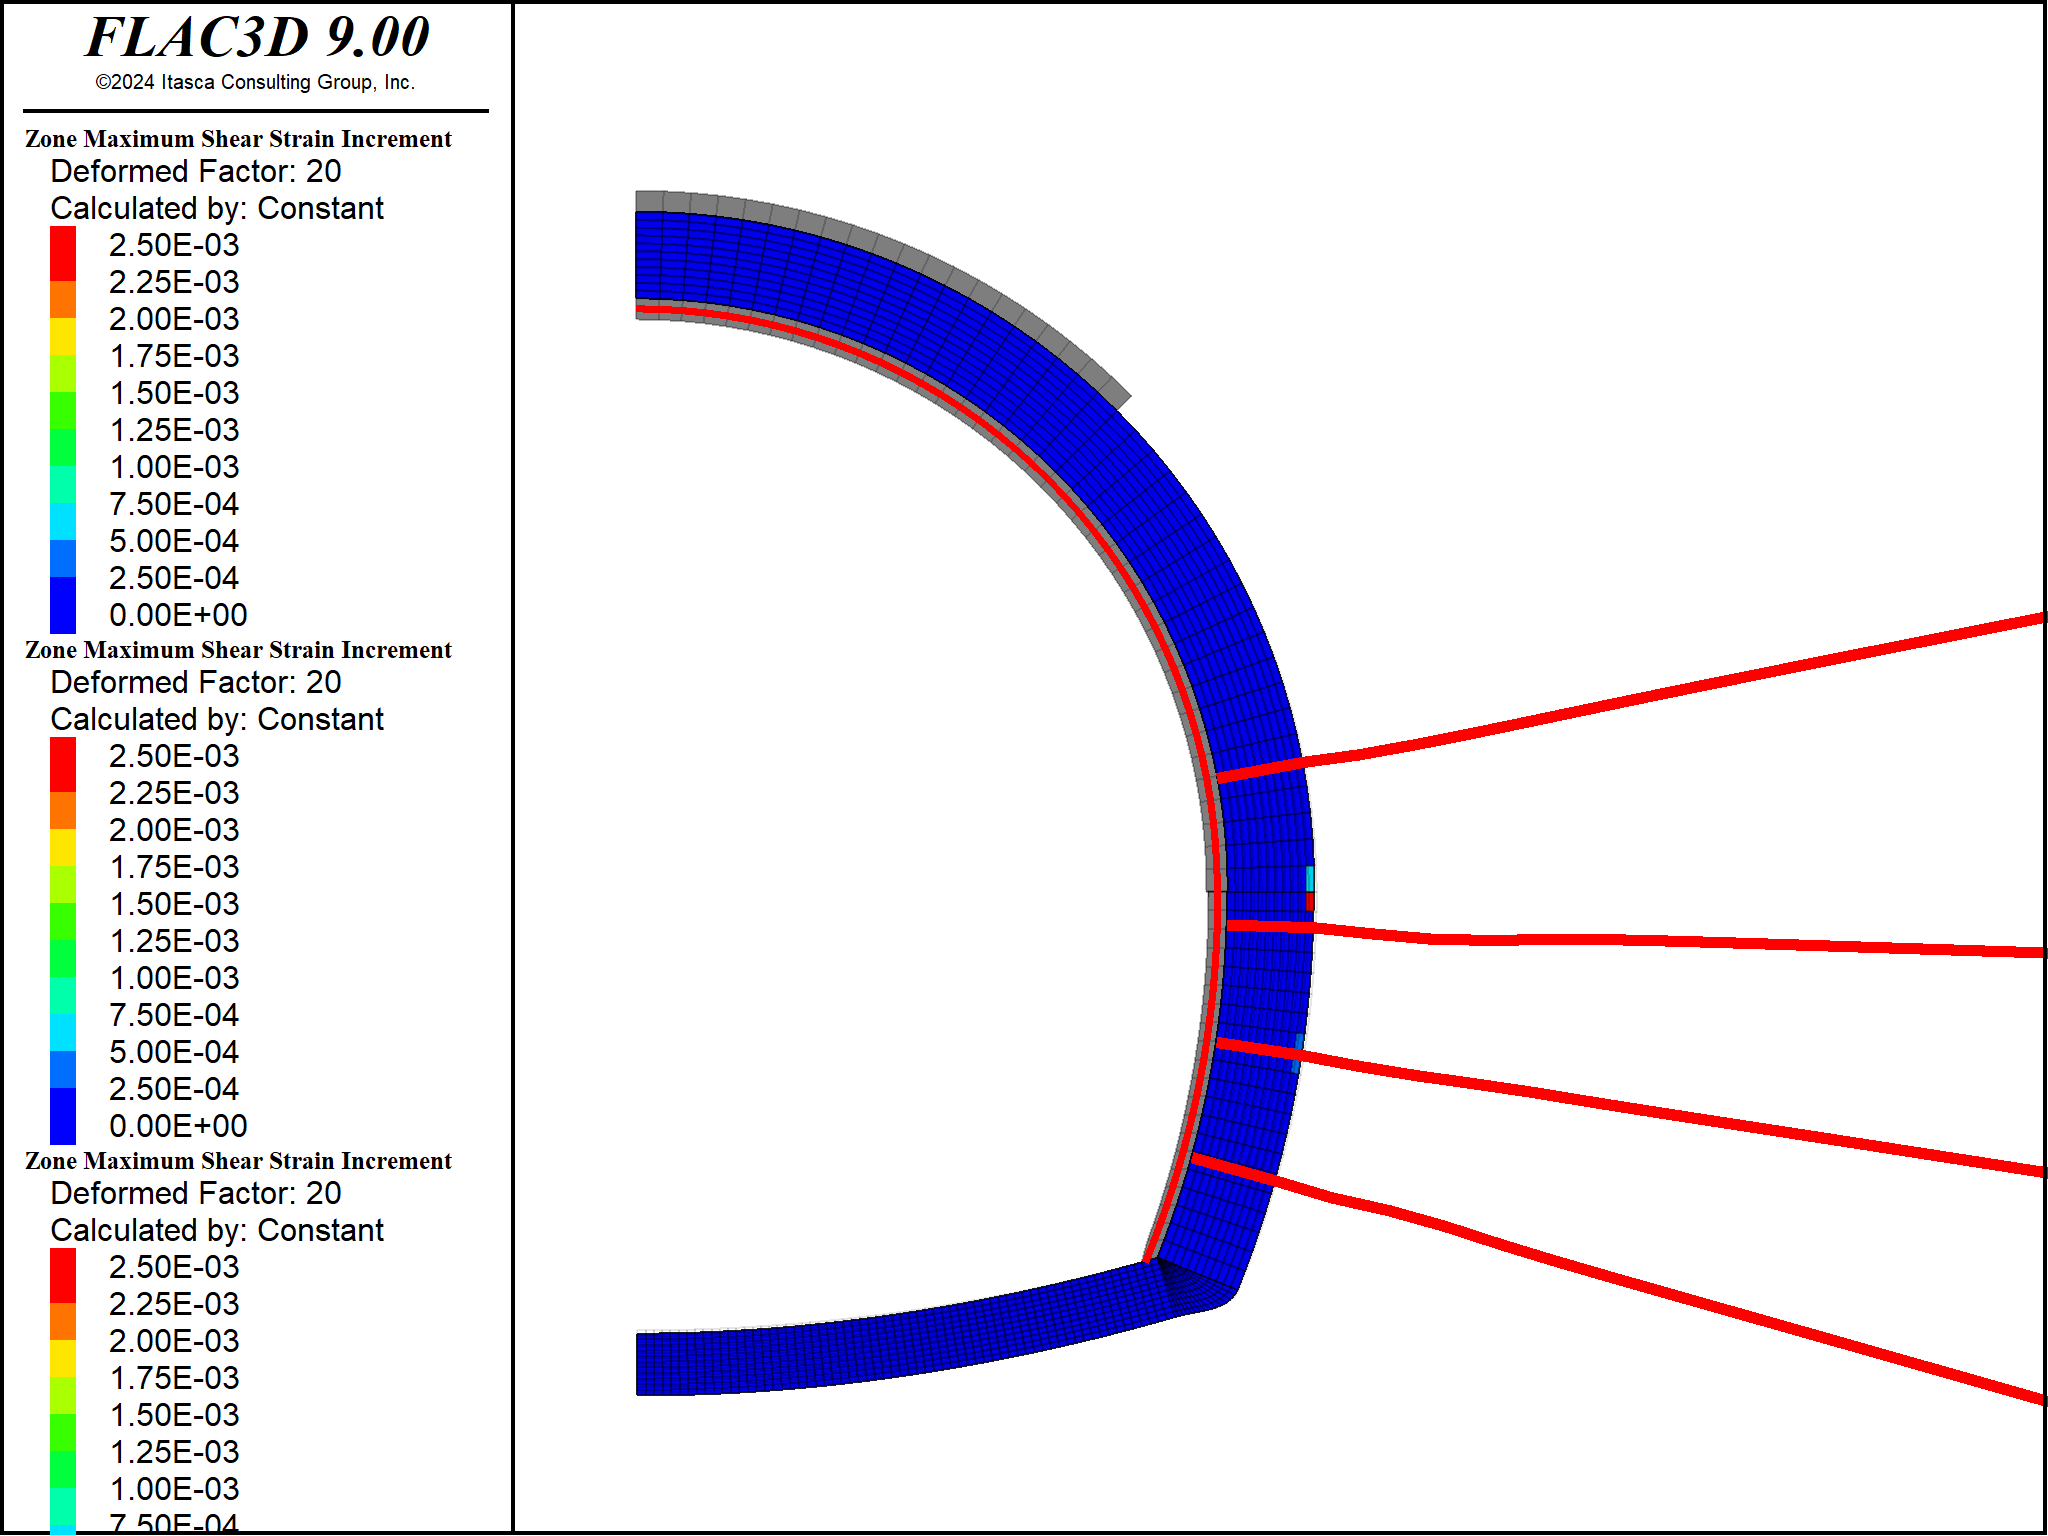 FLAC3D 9.00
©2024 Itasca Consulting Group, Inc.
Zone Maximum Shear Strain Increment
Deformed Factor: 20
Calculated by: Constant
2.50E-03
2.25E-03
2.00E-03
1.75E-03
1.50E-03
1.25E-03
1.00E-03
7.50E-04
5.00E-04
2.50E-04
0.00E+00
Zone Maximum Shear Strain Increment
Deformed Factor: 20
Calculated by: Constant
2.50E-03
2.25E-03
2.00E-03
1.75E-03
1.50E-03
1.25E-03
1.00E-03
7.50E-04
5.00E-04
2.50E-04
0.00E+00
Zone Maximum Shear Strain Increment
Deformed Factor: 20
Calculated by: Constant
2.50E-03
2.25E-03
2.00E-03
1.75E-03
1.50E-03
1.25E-03
1.00E-03
7.50E-04